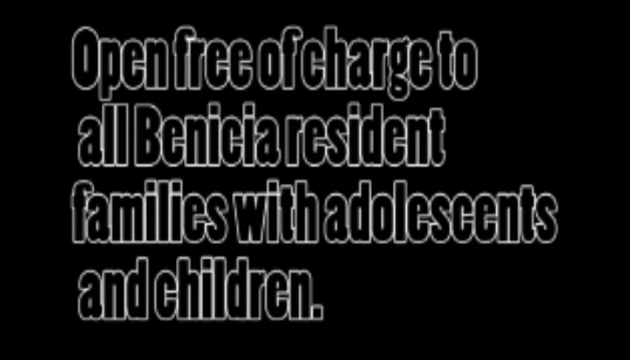 Open free of charge to
all Benicia resident
families with adolescents
and children.